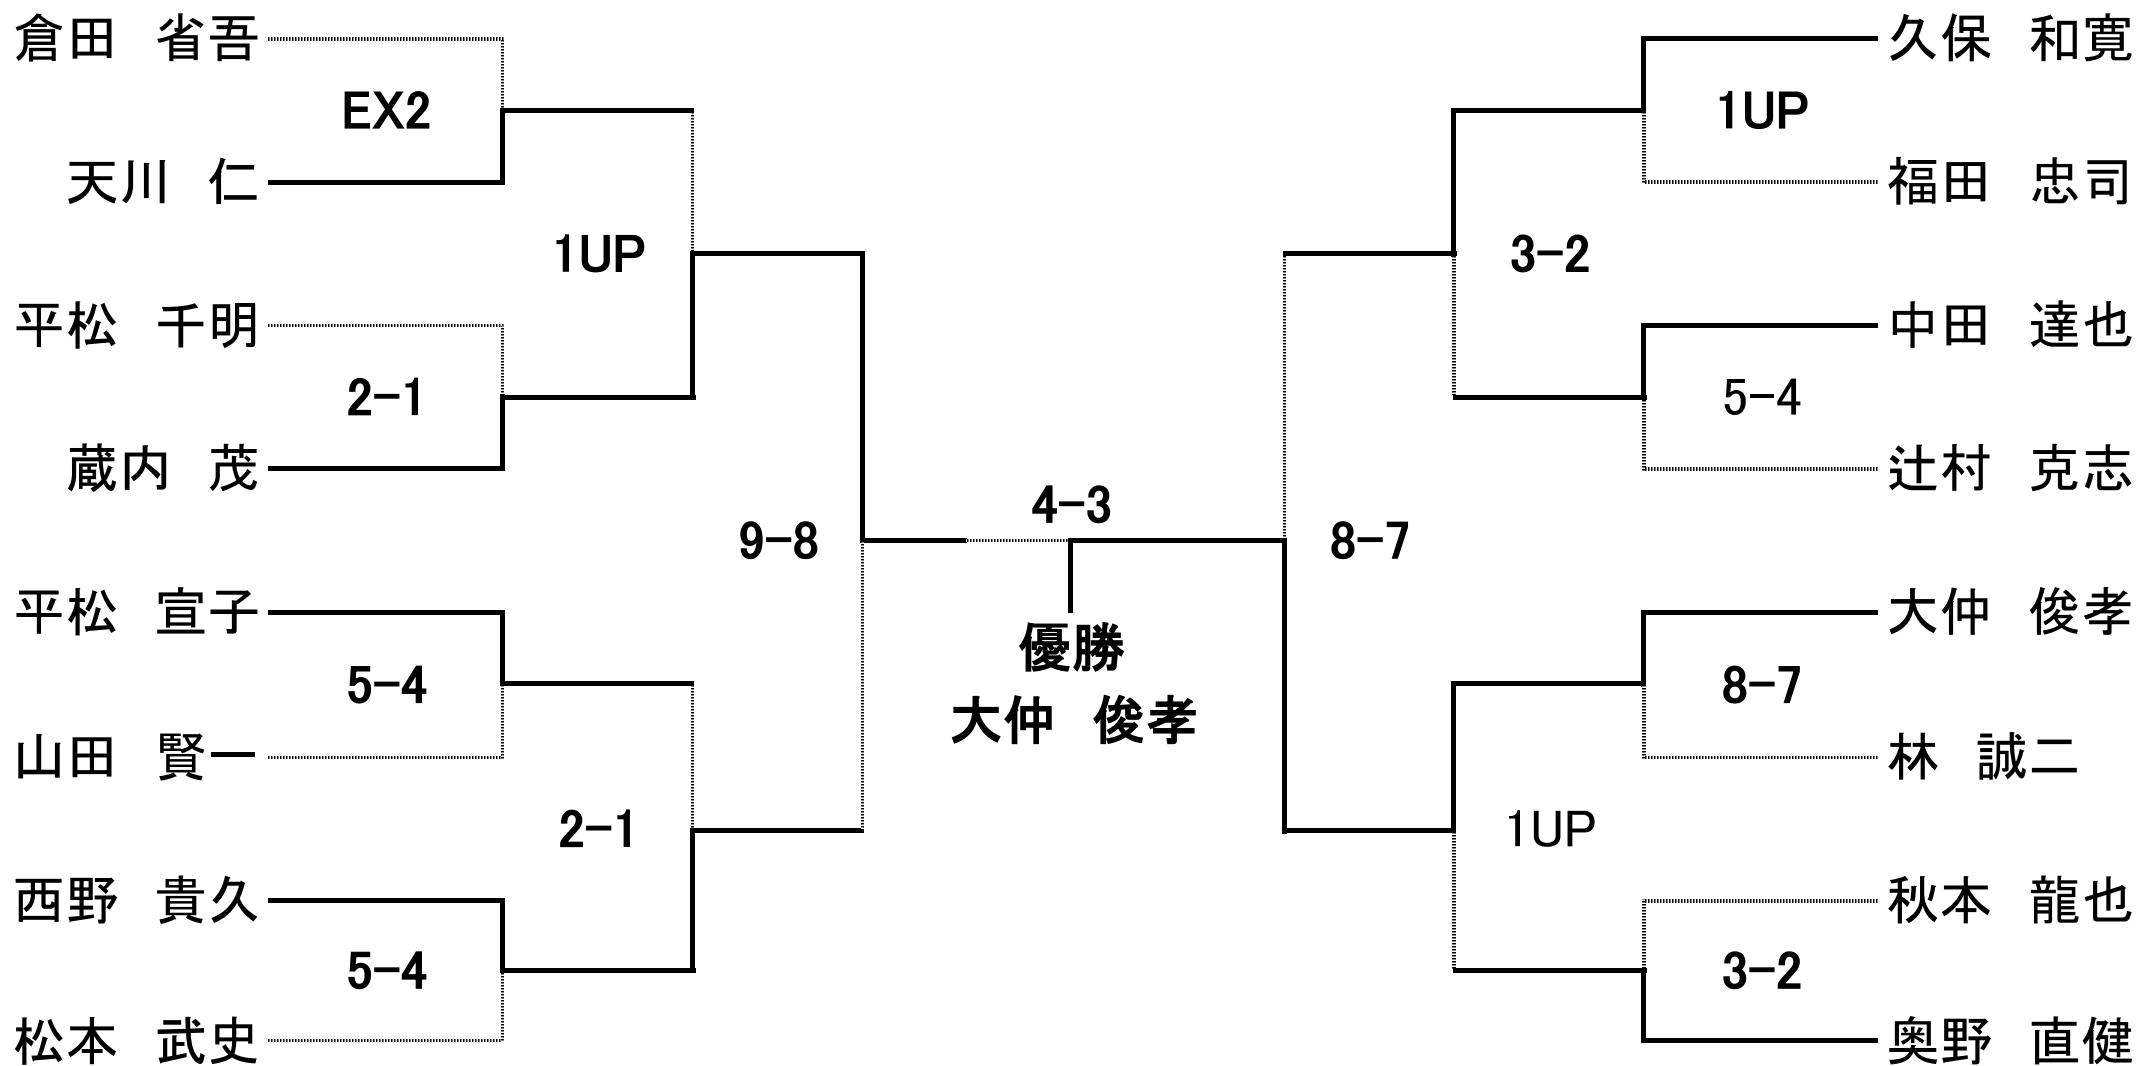 倉田 省吾
EX2
天川 仁
1UP
平松 千明
2-1
蔵内 茂
9-8
平松 宣子
5-4
山田 賢一
2-1
西野 貴久
5-4
松本 武史
4-3
優勝
大仲 俊孝
久保 和寛
1UP
福田 忠司
3-2
中田 達也
5-4
辻村 克志
8-7
大仲 俊孝
8-7
林 誠二
1UP
秋本 龍也
3-2
奥野 直健